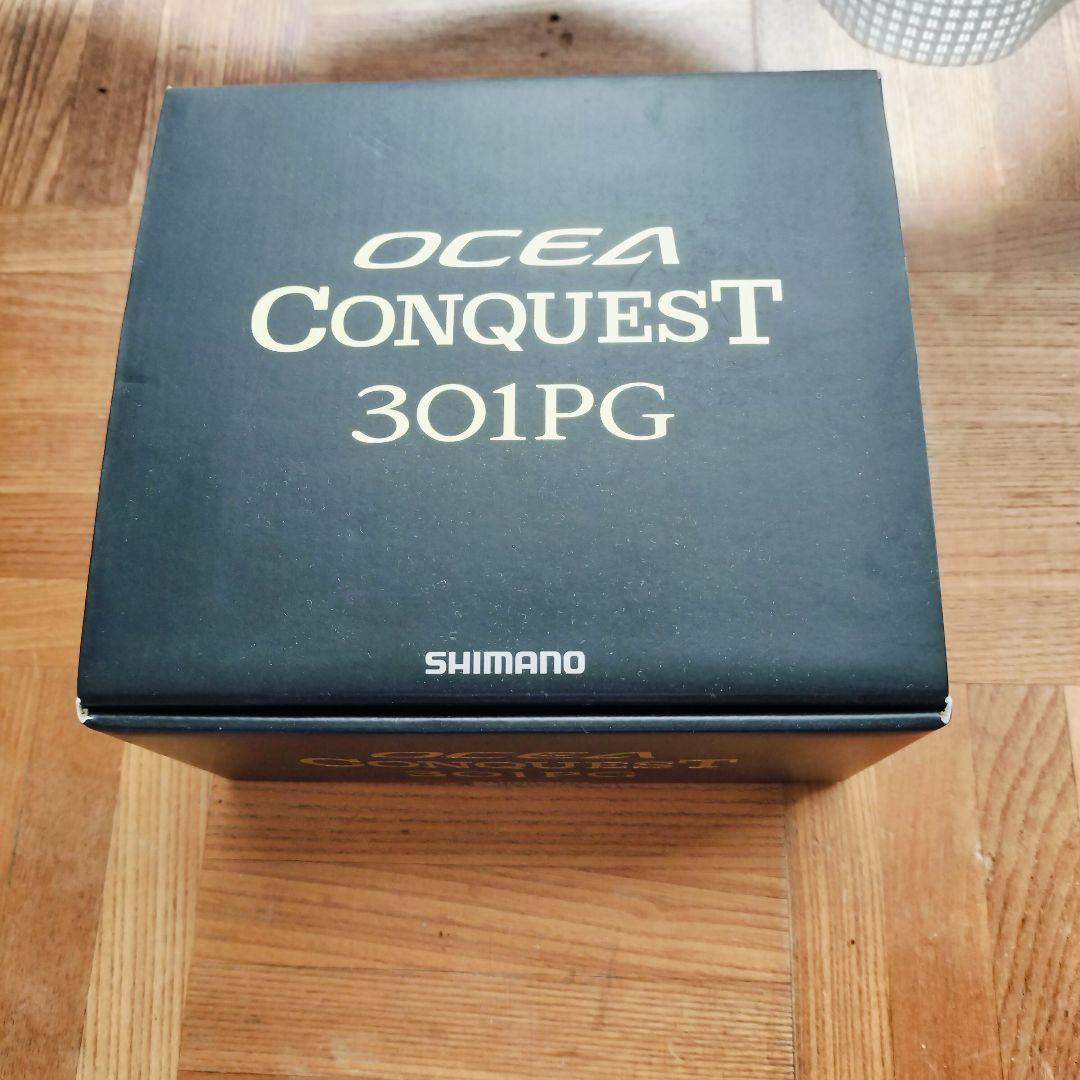 OCEA
CONQUEST
301PG
SHIMANO
OCEA
CONQUEST
301PG